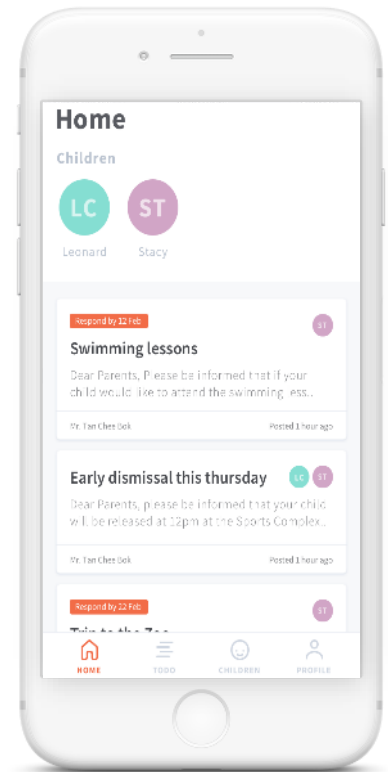 Home
Children
LC ST
Leonard Stacy
Respond by 12 Feb ST
Swimming lessons
Dear Parents, Please be informed that if your
child would like to attend the swimming less..
Mr. Tan Chee Bok Posted 1 hour ago
Early dismissal this thursday LC ST
Dear Parents, please be informed that your child
will be released at 12pm at the Sports Complex..
Mr. Tan Chee Bok Posted 1 hour ago
Respond by 22 Feb ST
Trip to the Zoo
HOME TODO CHILDREN PROFILE